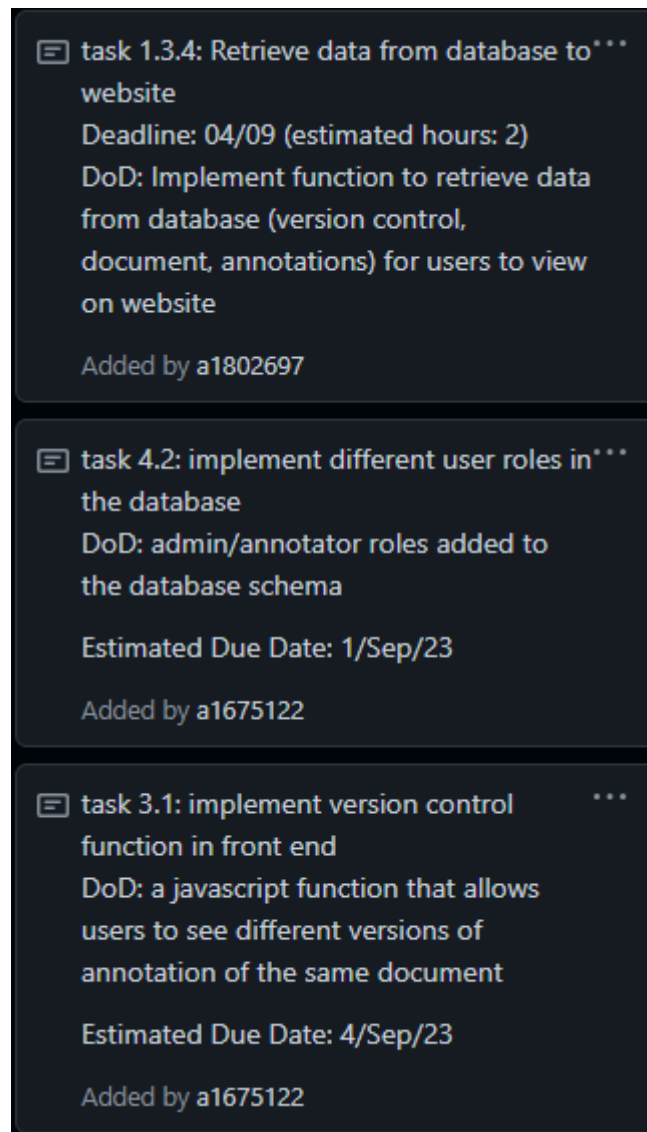 task 1.3.4: Retrieve data from database to
website
Deadline: 04/09 (estimated hours: 2)
DoD: Implement function to retrieve data
from database (version control,
document, annotations) for users to view
on website
Added by a1802697
task 4.2: implement different user roles in
the database
DoD: admin/annotator roles added to
the database schema
Estimated Due Date: 1/Sep/23
Added by a1675122
task 3.1: implement version control
function in front end
DoD: a javascript function that allows
users to see different versions of
annotation of the same document
Estimated Due Date: 4/Sep/23
Added by a1675122